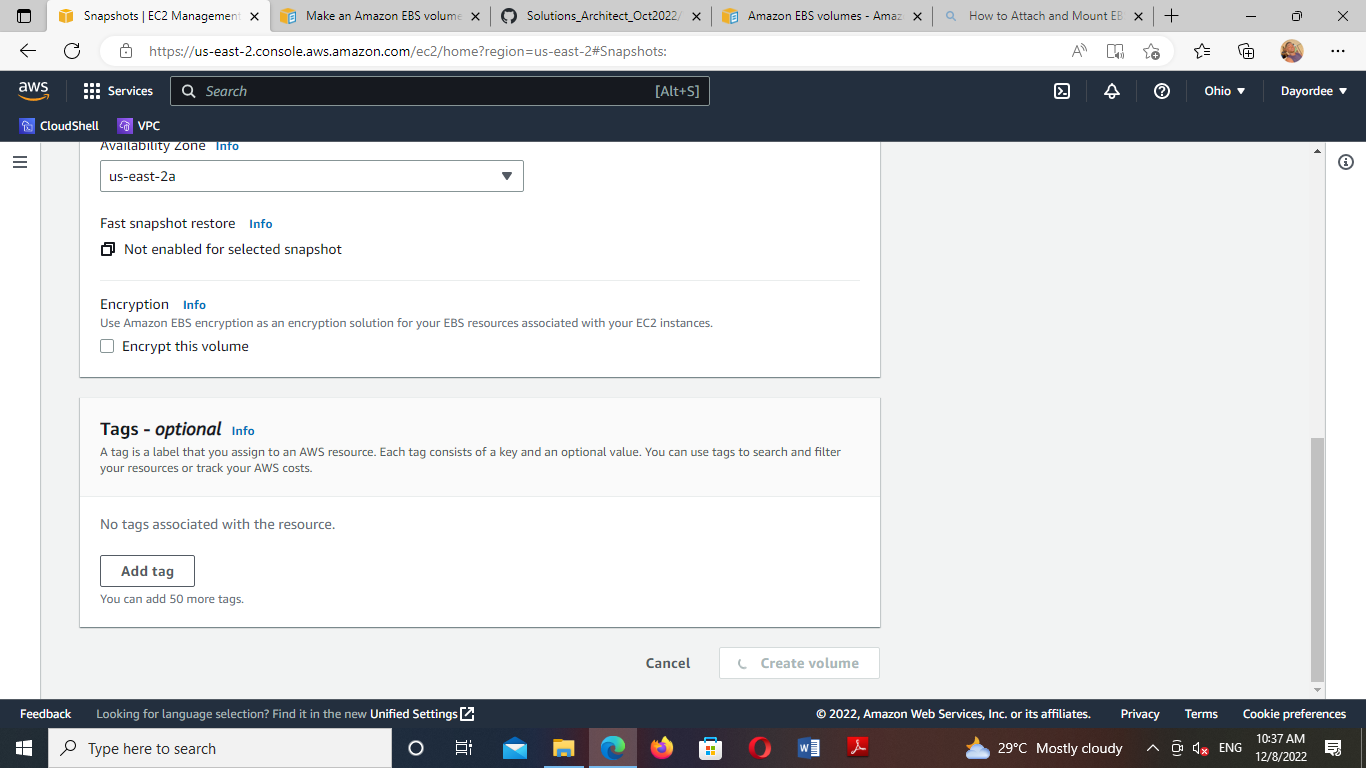 Snapshots | EC2 Management
Make an Amazon EBS volume
Solutions_Architect_Oct2022/
Amazon EBS volumes - Amaz
How to Attach and Mount EB
https://us-east-2.console.aws.amazon.com/ec2/home?region=us-east-2#Snapshots:
aws
Services
Search
[Alt+S]
Ohio
Dayordee
CloudShell
VPC
Availability Zone Info
us-east-2a
Fast snapshot restore Info
Not enabled for selected snapshot
Encryption Info
Use Amazon EBS encryption as an encryption solution for your EBS resources associated with your EC2 instances.
Encrypt this volume
Tags - optional Info
A tag is a label that you assign to an AWS resource. Each tag consists of a key and an optional value. You can use tags to search and filter
your resources or track your AWS costs.
No tags associated with the resource.
Add tag
You can add 50 more tags.
Cancel
Create volume
Feedback
Looking for language selection? Find it in the new Unified Settings
© 2022, Amazon Web Services, Inc. or its affiliates.
Privacy
Terms
Cookie preferences
Type here to search
29°C Mostly cloudy
ENG
10:37 AM
12/8/2022